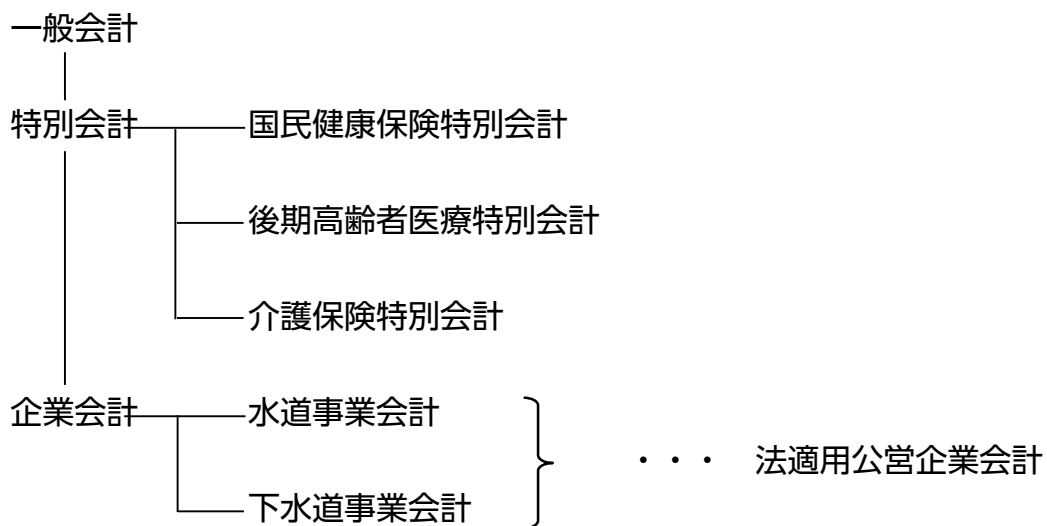 一般会計
特別会計 国民健康保険特別会計
後期高齢者医療特別会計
介護保険特別会計
企業会計 水道事業会計
・・・ 法適用公営企業会計
下水道事業会計